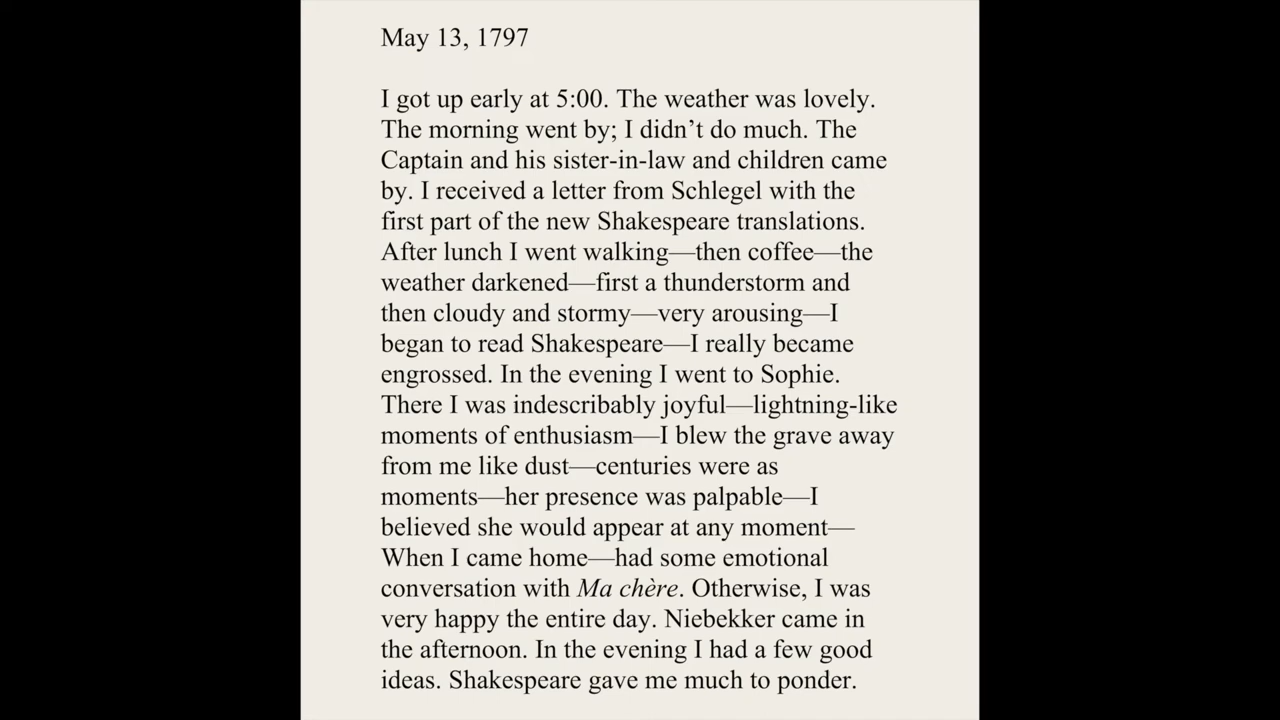 May 13, 1797
I got up early at 5:00. The weather was lovely.
The morning went by; I didn’t do much. The
Captain and his sister-in-law and children came
by. I received a letter from Schlegel with the
first part of the new Shakespeare translations.
After lunch I went walking—then coffee—the
weather darkened—first a thunderstorm and
then cloudy and stormy—very arousing—I
began to read Shakespeare—I really became
engrossed. In the evening I went to Sophie.
There I was indescribably joyful—lightning-like
moments of enthusiasm—I blew the grave away
from me like dust—centuries were as
moments—her presence was palpable—I
believed she would appear at any moment—
When I came home—had some emotional
conversation with Ma chère. Otherwise, I was
very happy the entire day. Niebekker came in
the afternoon. In the evening I had a few good
ideas. Shakespeare gave me much to ponder.